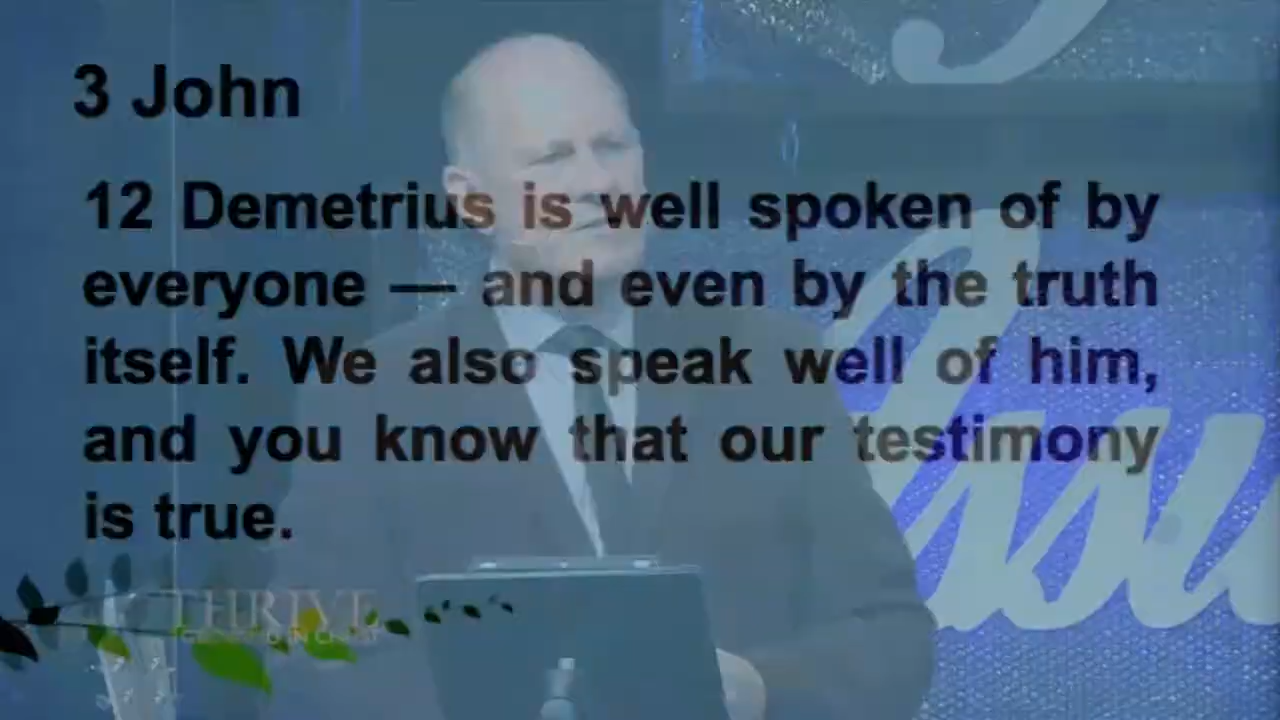 3 John
12 Demetrius is well spoken of by
everyone — and even by the truth
itself. We also speak well of him,
and you know that our testimony
is true.
THRIVE